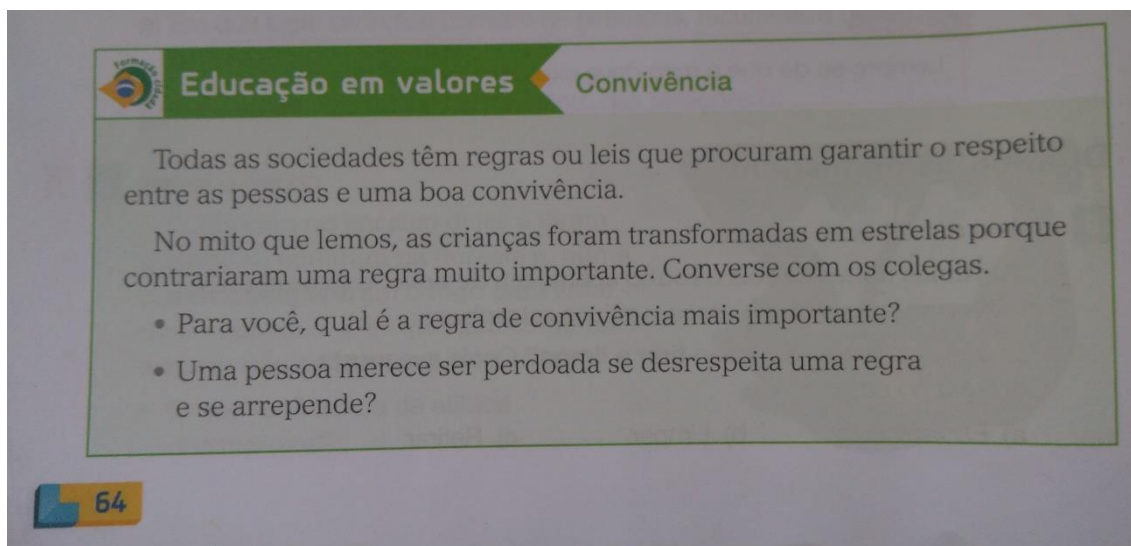 Formação cidadã
Educação em valores
Convivência
Todas as sociedades têm regras ou leis que procuram garantir o respeito
entre as pessoas e uma boa convivência.
No mito que lemos, as crianças foram transformadas em estrelas porque
contrariaram uma regra muito importante. Converse com os colegas.
• Para você, qual é a regra de convivência mais importante?
• Uma pessoa merece ser perdoada se desrespeita uma regra
e se arrepende?
64